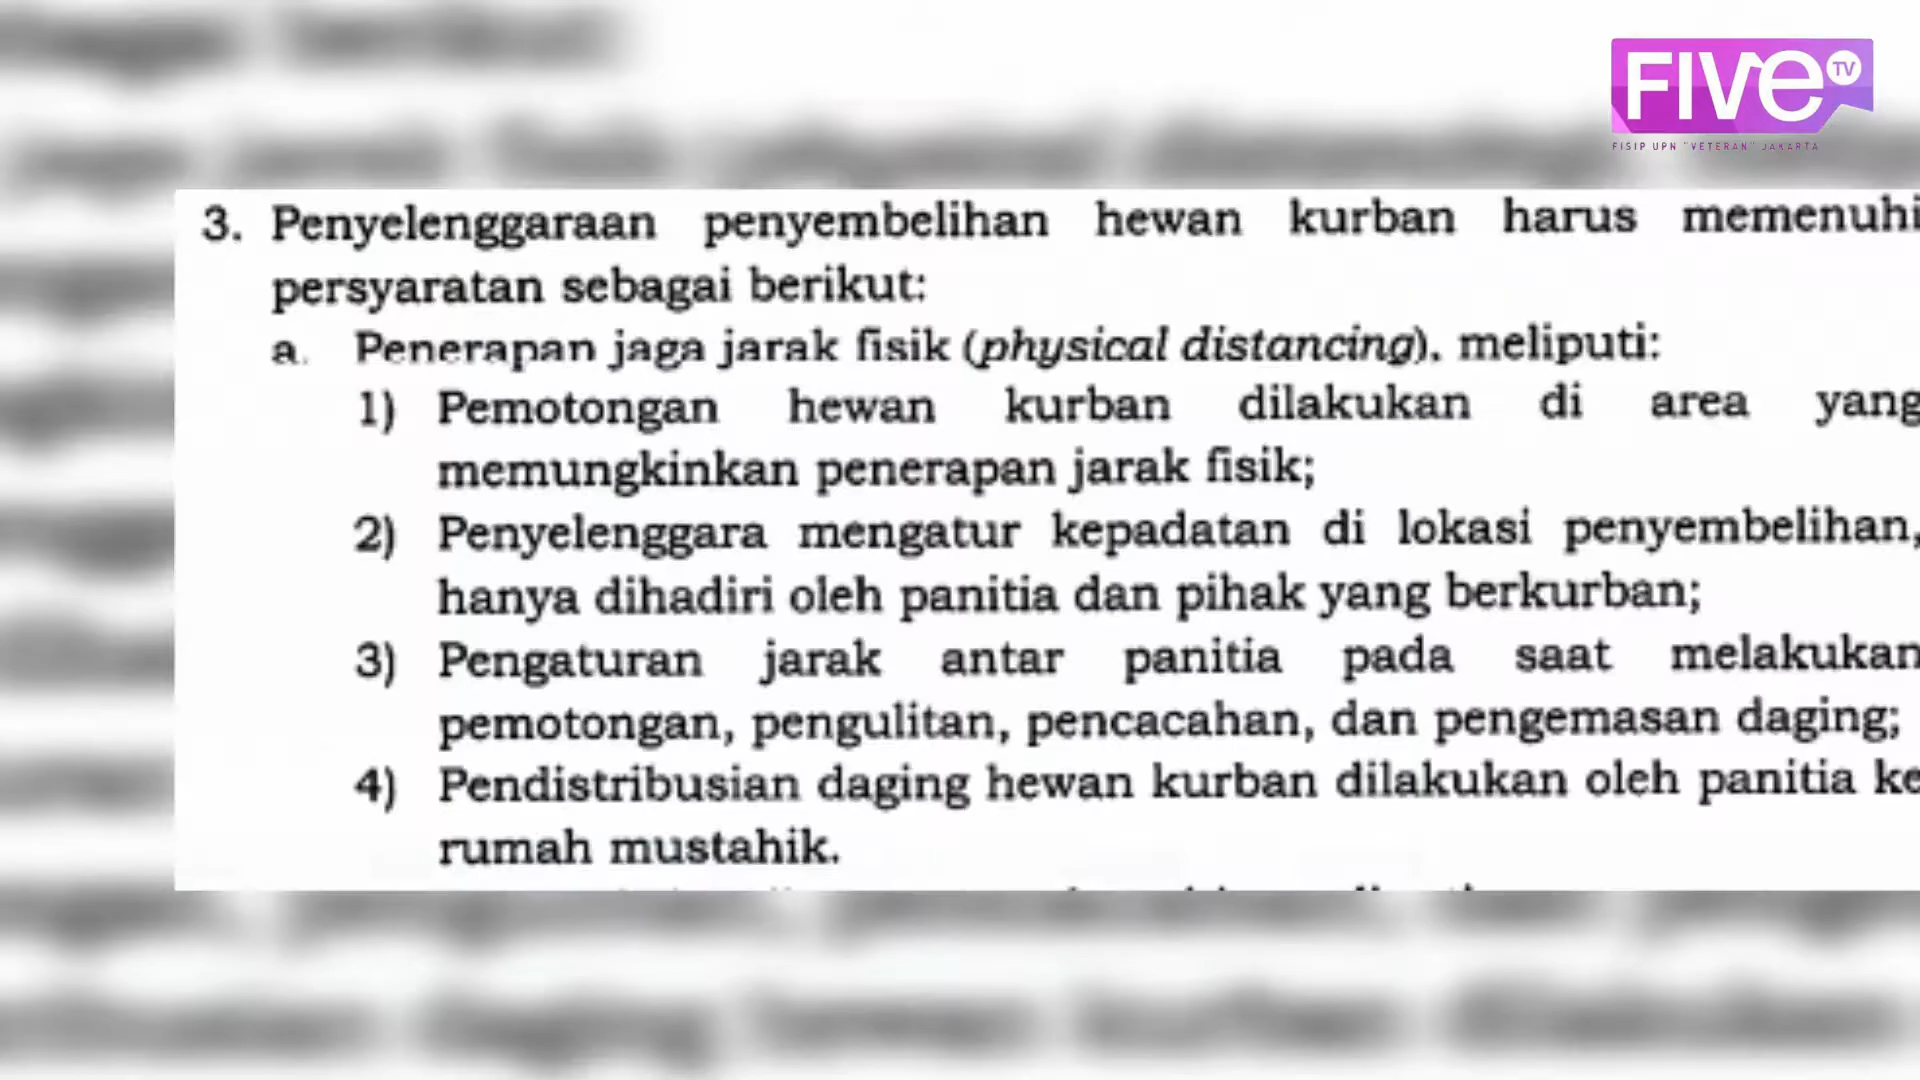 FIVe TV
FISIP UPN "VETERAN" JAKARTA
3. Penyelenggaraan penyembelihan hewan kurban harus memenuhi
persyaratan sebagai berikut:
a. Penerapan jaga jarak fisik (physical distancing), meliputi:
1) Pemotongan hewan kurban dilakukan di area yang
memungkinkan penerapan jarak fisik;
2) Penyelenggara mengatur kepadatan di lokasi penyembelihan,
hanya dihadiri oleh panitia dan pihak yang berkurban;
3) Pengaturan jarak antar panitia pada saat melakukan
pemotongan, pengulitan, pencacahan, dan pengemasan daging;
4) Pendistribusian daging hewan kurban dilakukan oleh panitia ke
rumah mustahik.